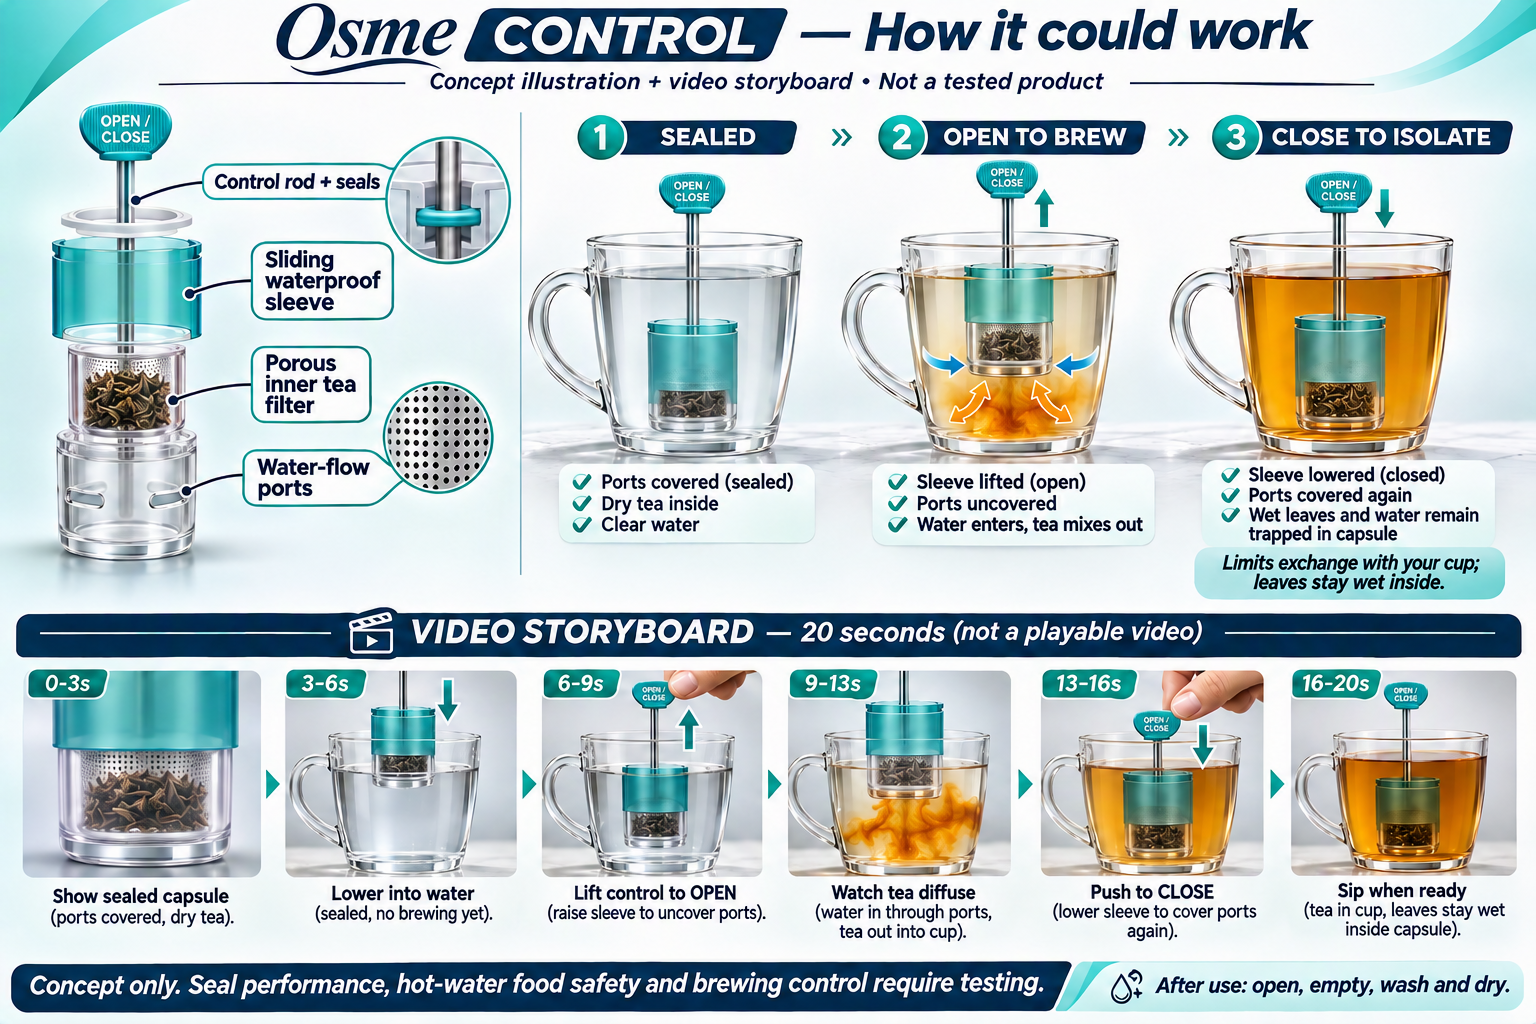 Osme CONTROL — How it could work
Concept illustration + video storyboard • Not a tested product
OPEN /
CLOSE
Control rod + seals
Sliding
waterproof
sleeve
Porous
inner tea
filter
Water-flow
ports
1 SEALED
»
2 OPEN TO BREW
»
3 CLOSE TO ISOLATE
OPEN /
CLOSE
OPEN /
CLOSE
OPEN /
CLOSE
Ports covered (sealed)
Dry tea inside
Clear water
Sleeve lifted (open)
Ports uncovered
Water enters, tea mixes out
Sleeve lowered (closed)
Ports covered again
Wet leaves and water remain
trapped in capsule
Limits exchange with your cup;
leaves stay wet inside.
VIDEO STORYBOARD — 20 seconds (not a playable video)
0-3s
Show sealed capsule
(ports covered, dry tea).
3-6s
Lower into water
(sealed, no brewing yet).
6-9s
OPEN /
CLOSE
Lift control to OPEN
(raise sleeve to uncover ports).
9-13s
Watch tea diffuse
(water in through ports,
tea out into cup).
13-16s
OPEN /
CLOSE
Push to CLOSE
(lower sleeve to cover ports
again).
16-20s
OPEN /
CLOSE
Sip when ready
(tea in cup, leaves stay wet
inside capsule).
Concept only. Seal performance, hot-water food safety and brewing control require testing.
After use: open, empty, wash and dry.